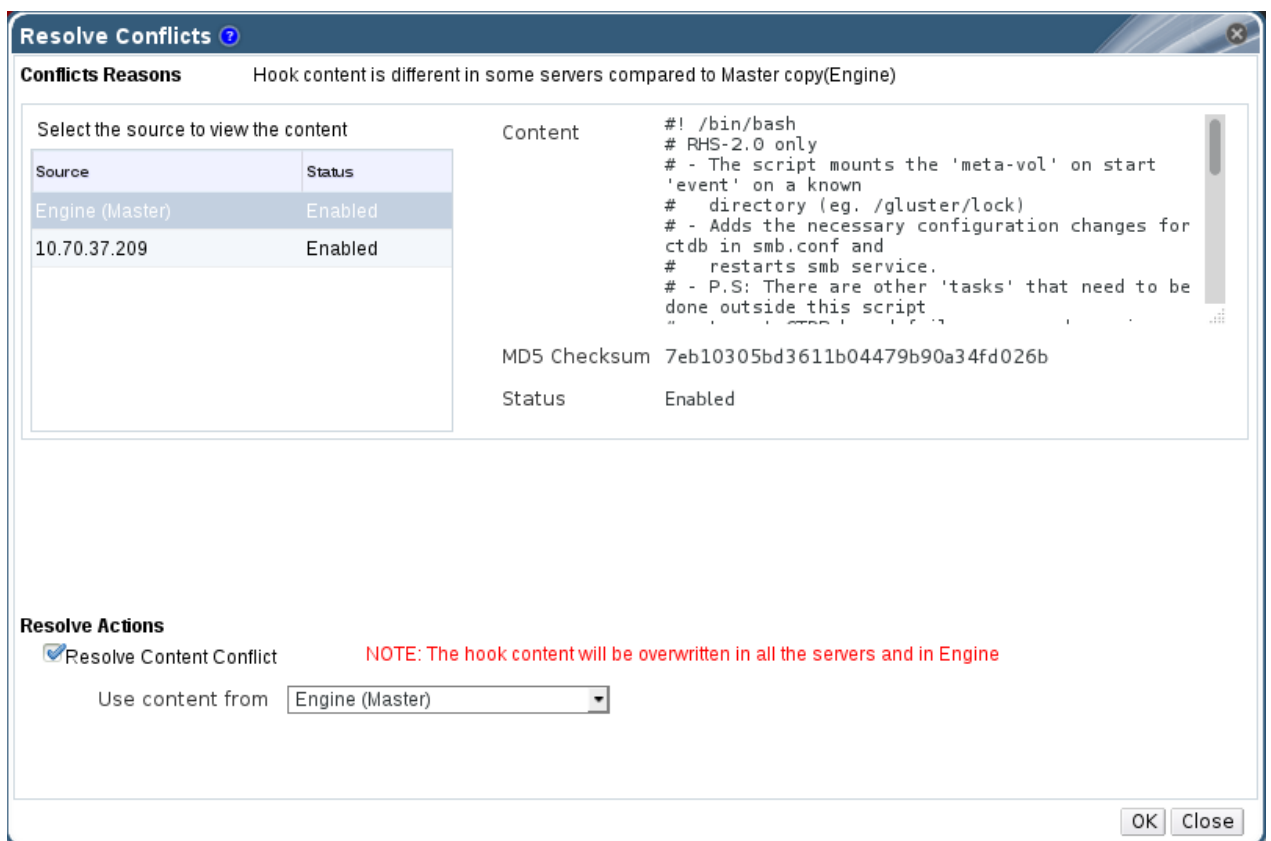 Resolve Conflicts ?
Conflicts Reasons Hook content is different in some servers compared to Master copy(Engine)
Select the source to view the content
Source Status
Engine (Master) Enabled
10.70.37.209 Enabled
Content
#! /bin/bash
# RHS-2.0 only
# - The script mounts the 'meta-vol' on start
'event' on a known
#   directory (eg. /gluster/lock)
# - Adds the necessary configuration changes for
ctdb in smb.conf and
#   restarts smb service.
# - P.S: There are other 'tasks' that need to be
done outside this script
MD5 Checksum 7eb10305bd3611b04479b90a34fd026b
Status Enabled
Resolve Actions
Resolve Content Conflict NOTE: The hook content will be overwritten in all the servers and in Engine
Use content from Engine (Master)
OK Close